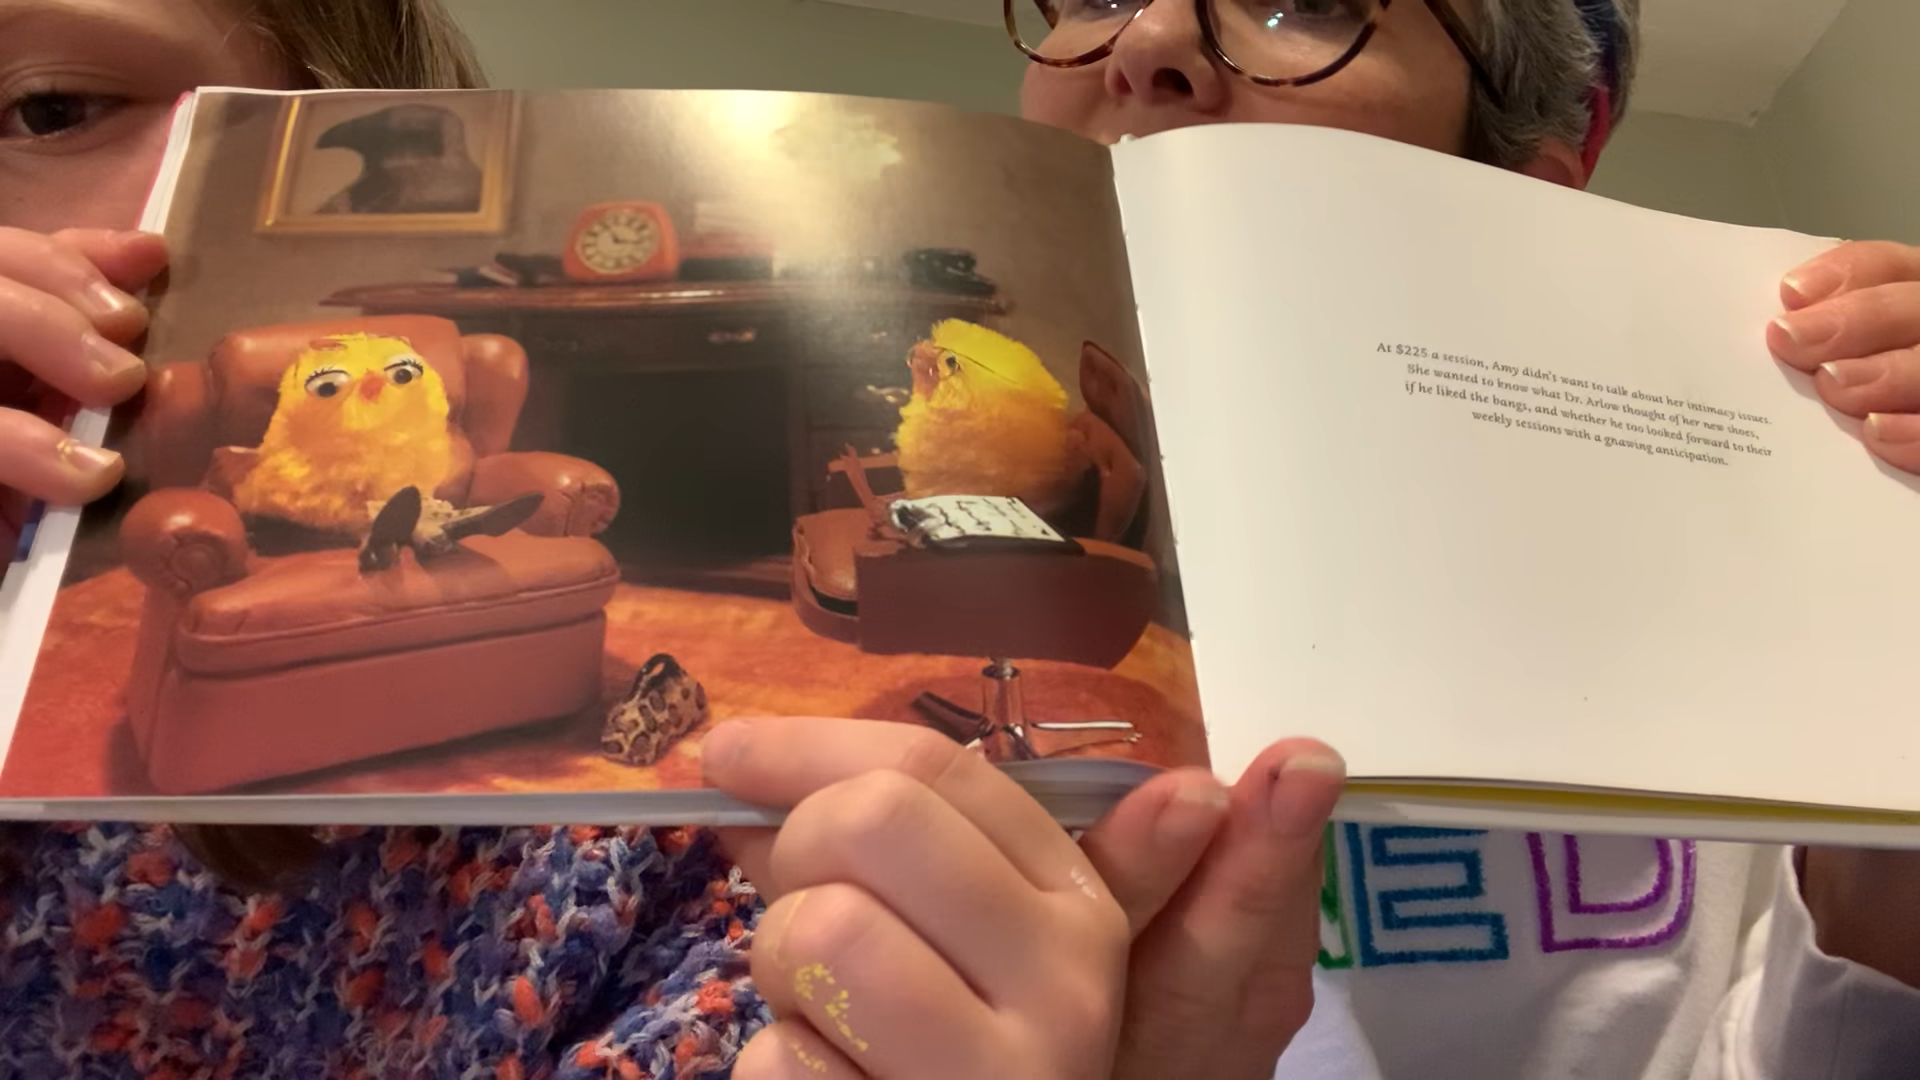 At $225 a session, Amy didn't want to talk about her intimacy issues.
She wanted to know what Dr. Arlow thought of her new shoes,
if he liked the bangs, and whether he too looked forward to their
weekly sessions with a gnawing anticipation.
NED